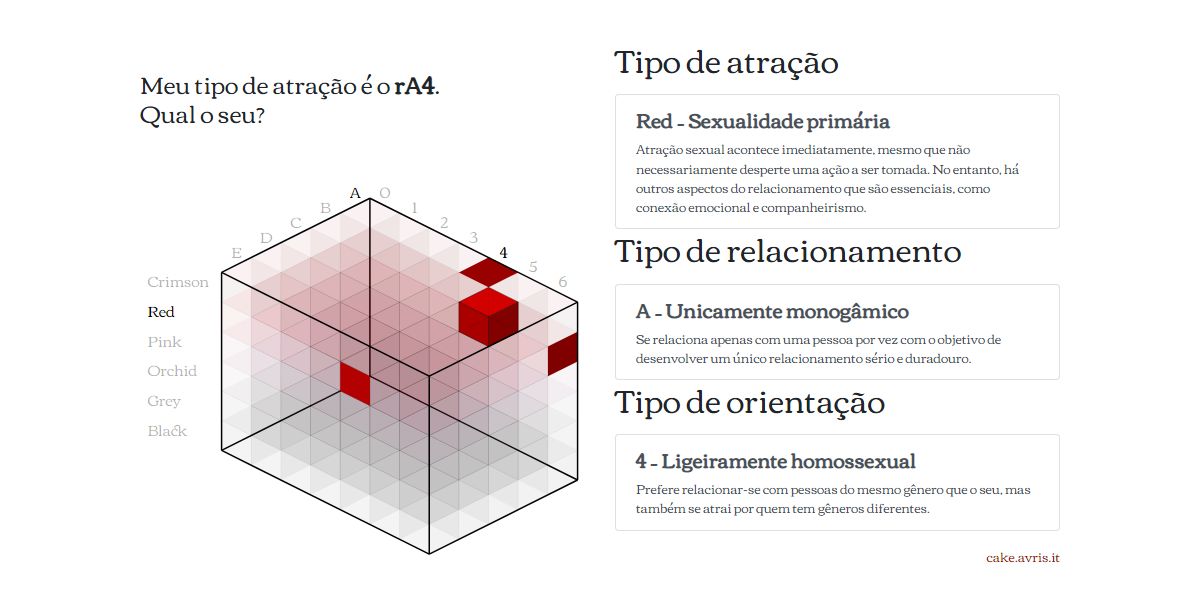 Meu tipo de atração é o rA4.
Qual o seu?
A
B
C
D
E
0
1
2
3
4
5
6
Crimson
Red
Pink
Orchid
Grey
Black
Tipo de atração
Red - Sexualidade primária
Atração sexual acontece imediatamente, mesmo que não
necessariamente desperte uma ação a ser tomada. No entanto, há
outros aspectos do relacionamento que são essenciais, como
conexão emocional e companheirismo.
Tipo de relacionamento
A - Unicamente monogâmico
Se relaciona apenas com uma pessoa por vez com o objetivo de
desenvolver um único relacionamento sério e duradouro.
Tipo de orientação
4 - Ligeiramente homossexual
Prefere relacionar-se com pessoas do mesmo gênero que o seu, mas
também se atrai por quem tem gêneros diferentes.
cake.avris.it